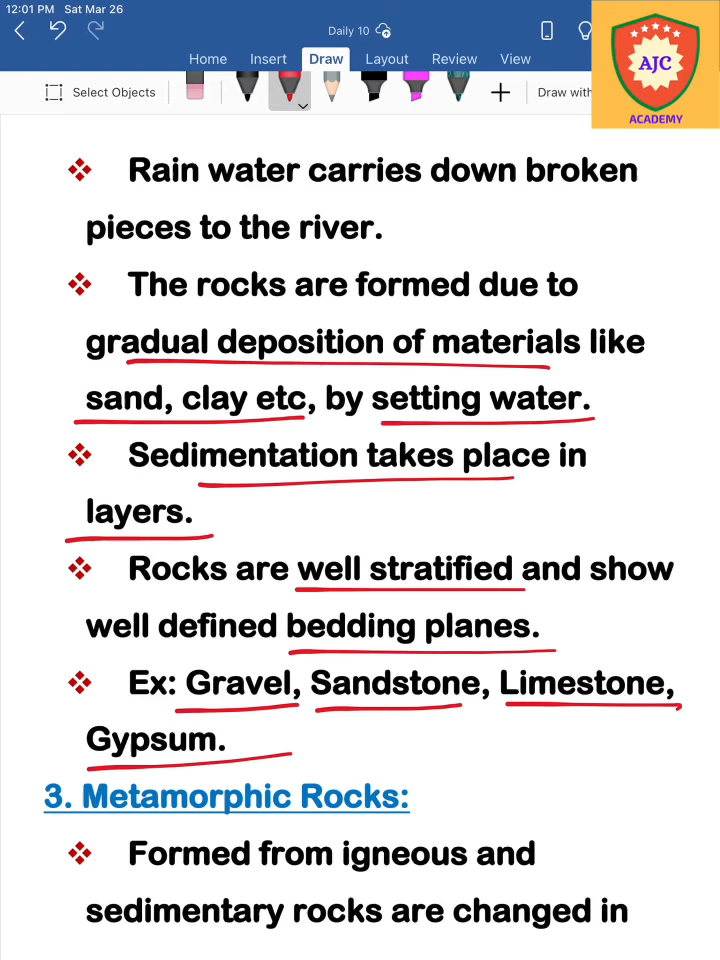 12:01 PM Sat Mar 26
Daily 10
Home Insert Draw Layout Review View
Select Objects
Draw with
AJC
ACADEMY
❖ Rain water carries down broken
pieces to the river.
❖ The rocks are formed due to
gradual deposition of materials like
sand, clay etc, by setting water.
❖ Sedimentation takes place in
layers.
❖ Rocks are well stratified and show
well defined bedding planes.
❖ Ex: Gravel, Sandstone, Limestone,
Gypsum.
3. Metamorphic Rocks:
❖ Formed from igneous and
sedimentary rocks are changed in